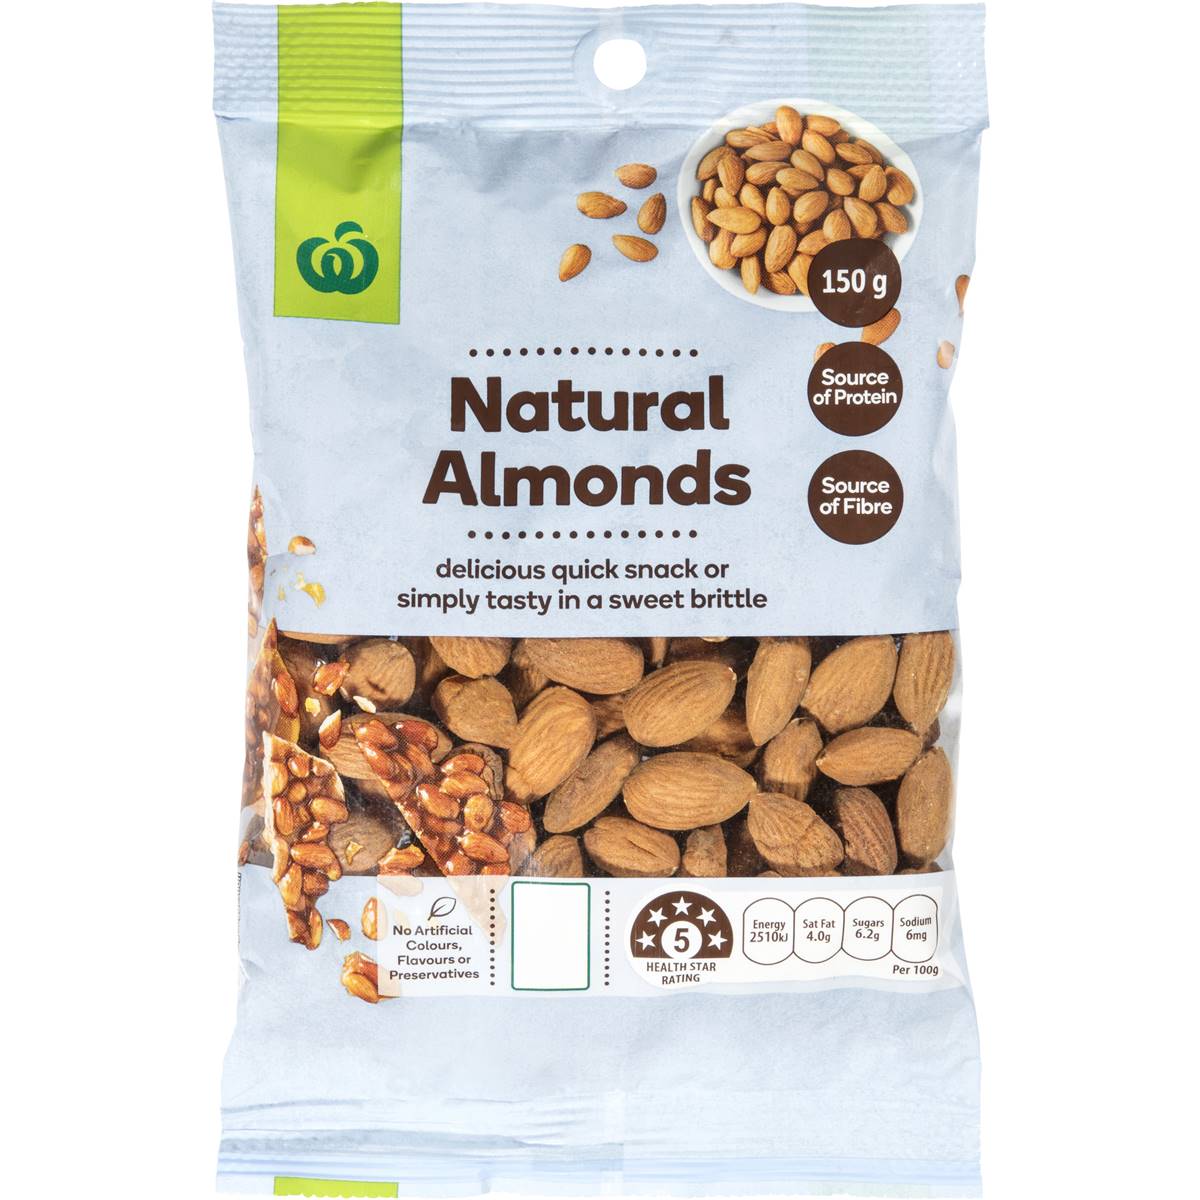 150 g
Source
of Protein
Source
of Fibre
Natural
Almonds
delicious quick snack or
simply tasty in a sweet brittle
No Artificial
Colours,
Flavours or
Preservatives
5
HEALTH STAR
RATING
Energy
2510kJ
Sat Fat
4.0g
Sugars
6.2g
Sodium
6mg
Per 100g